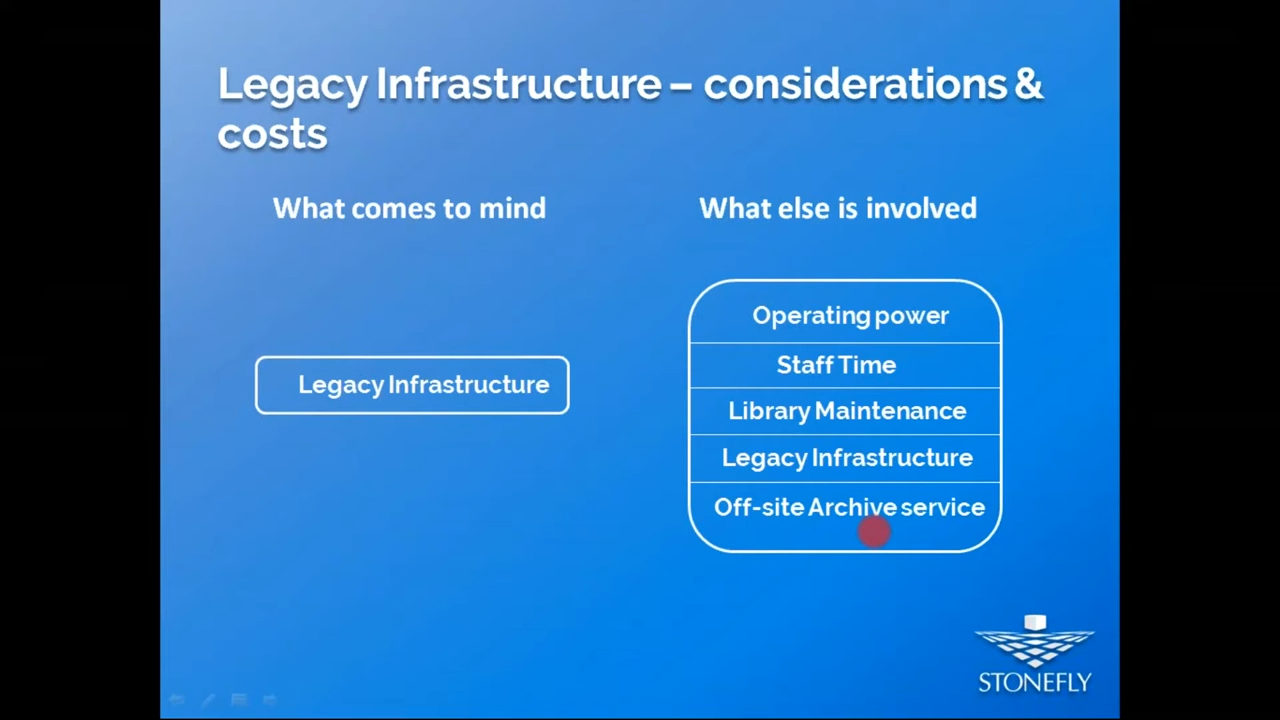 Legacy Infrastructure – considerations &
costs
What comes to mind
What else is involved
Legacy Infrastructure
Operating power
Staff Time
Library Maintenance
Legacy Infrastructure
Off-site Archive service
STONEFLY